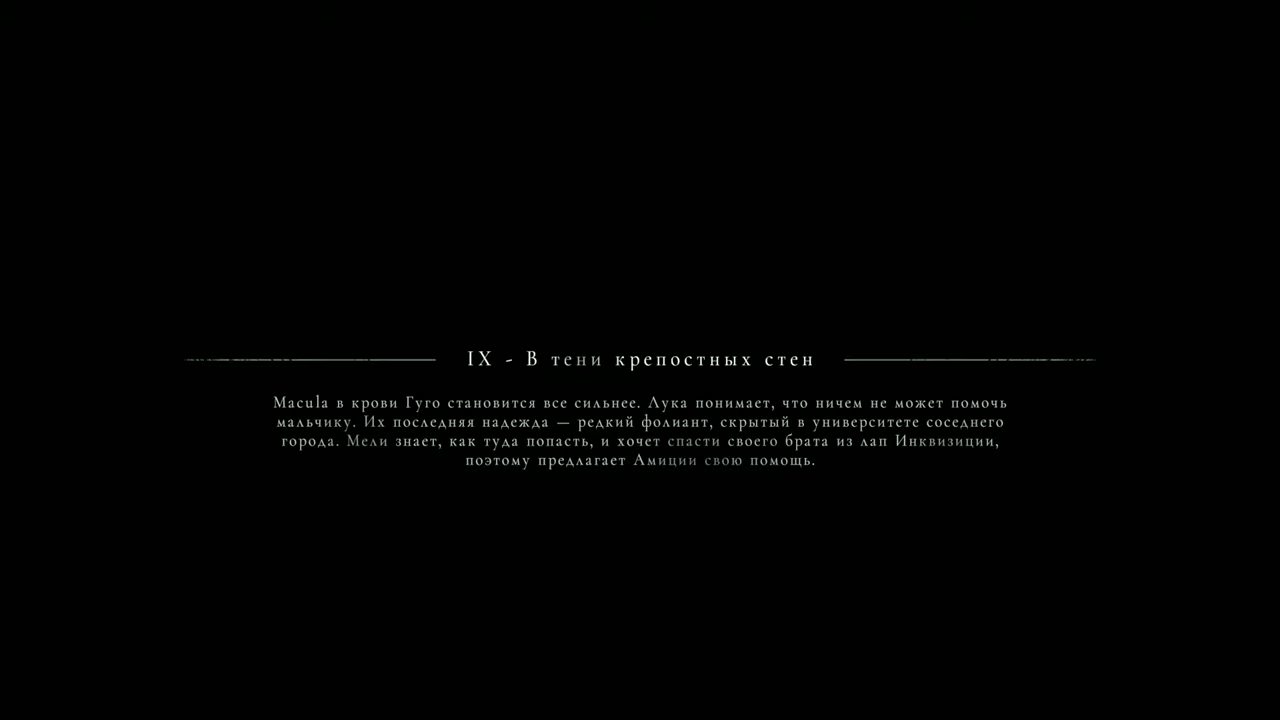 IX - В тени крепостных стен
Macula в крови Гуго становится все сильнее. Лука понимает, что ничем не может помочь
мальчику. Их последняя надежда — редкий фолиант, скрытый в университете соседнего
города. Мели знает, как туда попасть, и хочет спасти своего брата из лап Инквизиции,
поэтому предлагает Амиции свою помощь.